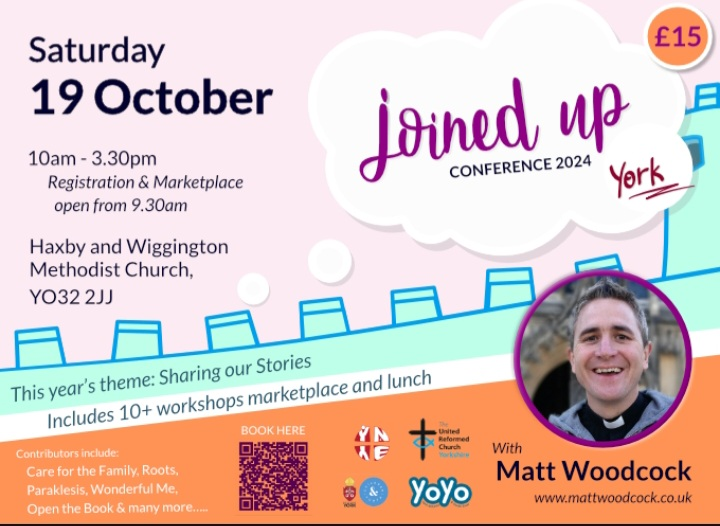 Saturday
19 October
£15
joined up
CONFERENCE 2024
York
10am - 3.30pm
Registration & Marketplace
open from 9.30am
Haxby and Wiggington
Methodist Church,
YO32 2JJ
This year's theme: Sharing our Stories
Includes 10+ workshops marketplace and lunch
Contributors include:
Care for the Family, Roots,
Paraklesis, Wonderful Me,
Open the Book & many more.....
BOOK HERE
The
United
Reformed
Church
Yorkshire
YoYo
With
Matt Woodcock
www.mattwoodcock.co.uk